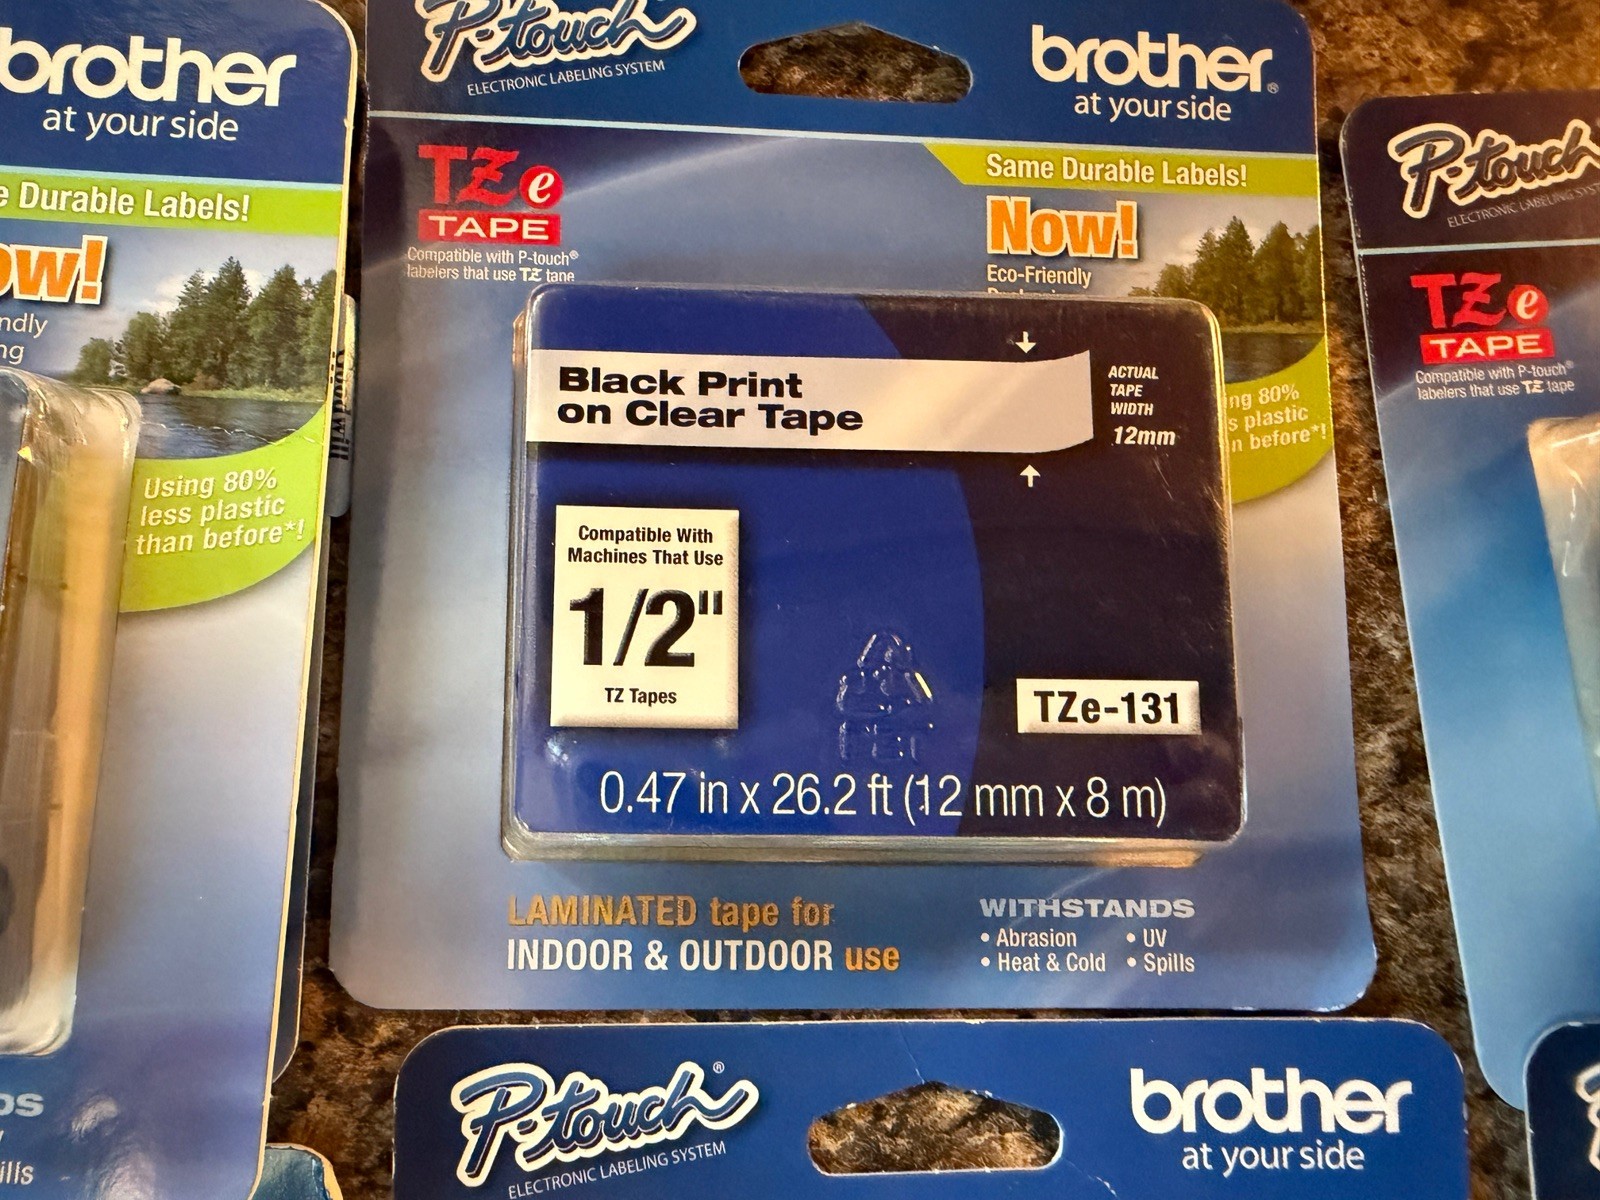 brother
at your side
e Durable Labels!
ow!
ndly
ng
Using 80%
less plastic
than before*!
DS
ills
P-touch
ELECTRONIC LABELING SYSTEM
brother®
at your side
TZe
TAPE
Compatible with P-touch®
labelers that use TZ tape
Same Durable Labels!
Now!
Eco-Friendly
ing 80%
s plastic
n before*!
Black Print
on Clear Tape
ACTUAL
TAPE
WIDTH
12mm
Compatible With
Machines That Use
1/2"
TZ Tapes
TZe-131
PET
0.47 in x 26.2 ft (12 mm x 8 m)
LAMINATED tape for
INDOOR & OUTDOOR use
WITHSTANDS
• Abrasion • UV
• Heat & Cold • Spills
P-touch
ELECTRONIC LABELING SYST
TZe
TAPE
Compatible with P-touch®
labelers that use TZ tape
P-touch®
ELECTRONIC LABELING SYSTEM
brother
at your side